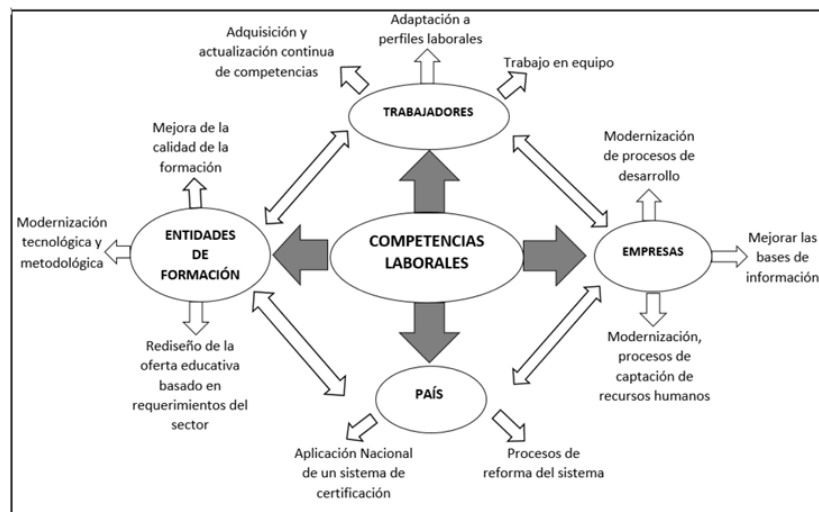 Adquisición y
actualización continua
de competencias
Adaptación a
perfiles laborales
Trabajo en equipo
TRABAJADORES
Mejora de la
calidad de la
formación
Modernización
de procesos de
desarrollo
Modernización
tecnológica y
metodológica
ENTIDADES
DE
FORMACIÓN
COMPETENCIAS
LABORALES
EMPRESAS
Mejorar las
bases de
información
Rediseño de la
oferta educativa
basado en
requerimientos del
sector
Modernización,
procesos de
captación de
recursos humanos
PAÍS
Aplicación Nacional
de un sistema de
certificación
Procesos de
reforma del sistema